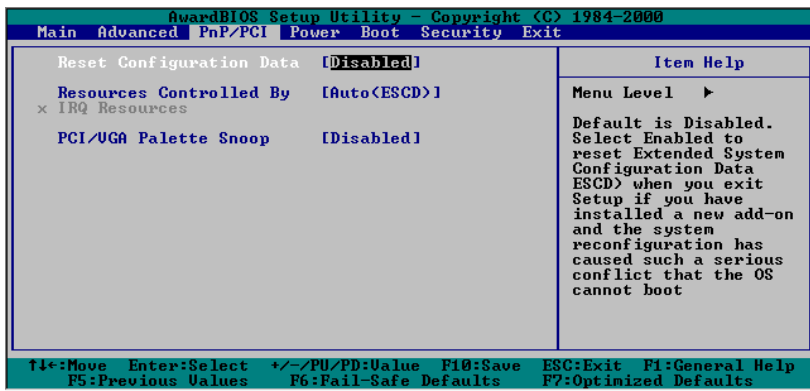 AwardBIOS Setup Utility - Copyright (C) 1984-2000
Main Advanced PnP/PCI Power Boot Security Exit
Reset Configuration Data [Disabled]
Resources Controlled By [Auto(ESCD)]
x IRQ Resources
PCI/VGA Palette Snoop [Disabled]
Item Help
Menu Level ►
Default is Disabled.
Select Enabled to
reset Extended System
Configuration Data
ESCD) when you exit
Setup if you have
installed a new add-on
and the system
reconfiguration has
caused such a serious
conflict that the OS
cannot boot
↑↓←:Move Enter:Select +/-/PU/PD:Value F10:Save ESC:Exit F1:General Help
F5:Previous Values F6:Fail-Safe Defaults F7:Optimized Defaults